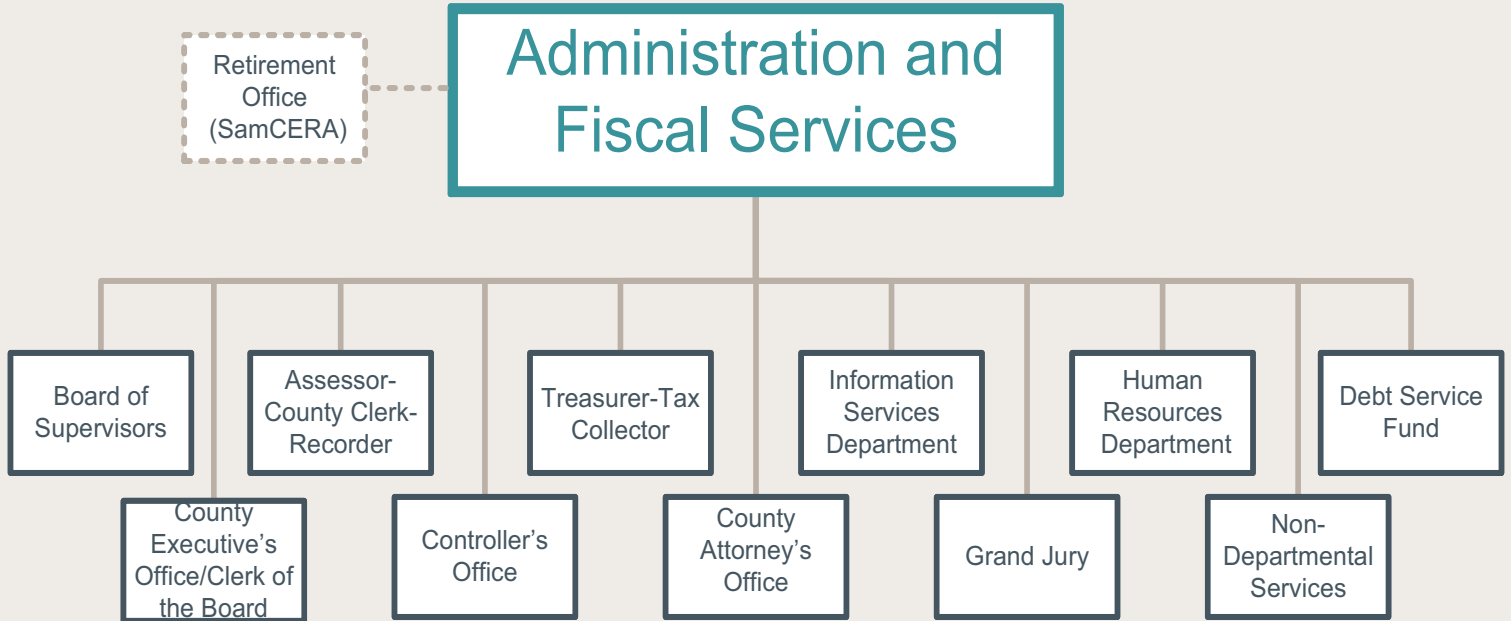 Administration and
Fiscal Services
Retirement
Office
(SamCERA)
Board of
Supervisors
Assessor-
County Clerk-
Recorder
Treasurer-Tax
Collector
Information
Services
Department
Human
Resources
Department
Debt Service
Fund
County
Executive’s
Office/Clerk of
the Board
Controller’s
Office
County
Attorney’s
Office
Grand Jury
Non-
Departmental
Services